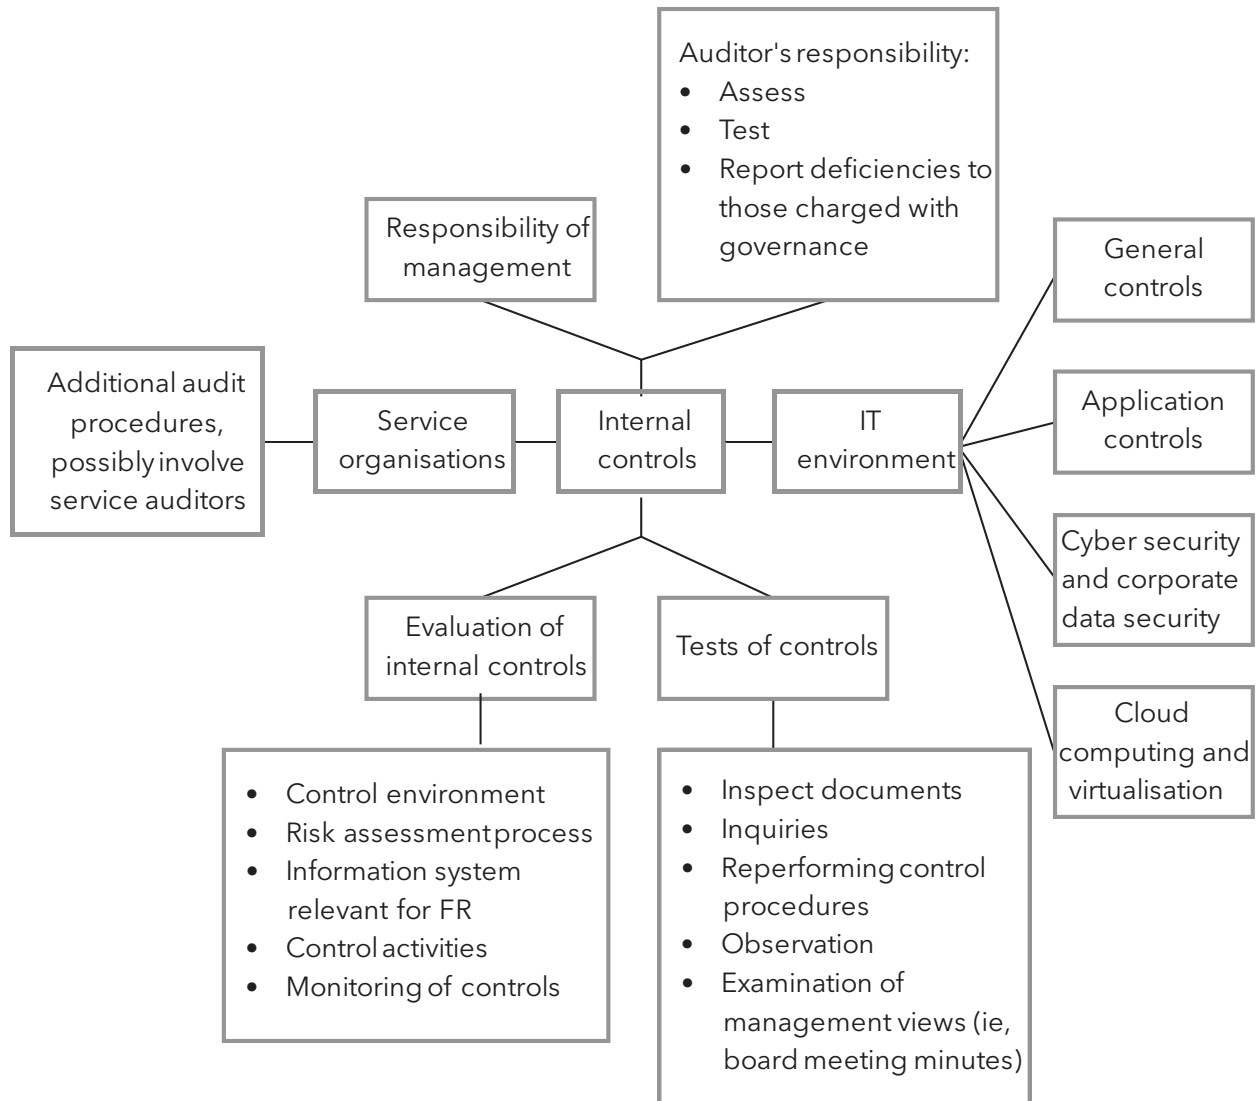 Auditor's responsibility:
• Assess
• Test
• Report deficiencies to
those charged with
governance
Responsibility of
management
General
controls
Additional audit
procedures,
possibly involve
service auditors
Service
organisations
Internal
controls
IT
environment
Application
controls
Cyber security
and corporate
data security
Evaluation of
internal controls
Tests of controls
Cloud
computing and
virtualisation
• Control environment
• Risk assessment process
• Information system
relevant for FR
• Control activities
• Monitoring of controls
• Inspect documents
• Inquiries
• Reperforming control
procedures
• Observation
• Examination of
management views (ie,
board meeting minutes)